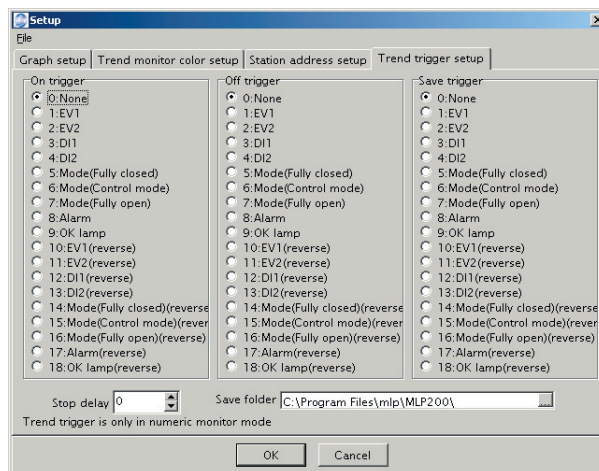 Setup
File
Graph setup Trend monitor color setup Station address setup Trend trigger setup
On trigger
0:None
1:EV1
2:EV2
3:DI1
4:DI2
5:Mode(Fully closed)
6:Mode(Control mode)
7:Mode(Fully open)
8:Alarm
9:OK lamp
10:EV1(reverse)
11:EV2(reverse)
12:DI1(reverse)
13:DI2(reverse)
14:Mode(Fully closed)(reverse
15:Mode(Control mode)(rever
16:Mode(Fully open)(reverse)
17:Alarm(reverse)
18:OK lamp(reverse)
Off trigger
0:None
1:EV1
2:EV2
3:DI1
4:DI2
5:Mode(Fully closed)
6:Mode(Control mode)
7:Mode(Fully open)
8:Alarm
9:OK lamp
10:EV1(reverse)
11:EV2(reverse)
12:DI1(reverse)
13:DI2(reverse)
14:Mode(Fully closed)(reverse
15:Mode(Control mode)(rever
16:Mode(Fully open)(reverse)
17:Alarm(reverse)
18:OK lamp(reverse)
Save trigger
0:None
1:EV1
2:EV2
3:DI1
4:DI2
5:Mode(Fully closed)
6:Mode(Control mode)
7:Mode(Fully open)
8:Alarm
9:OK lamp
10:EV1(reverse)
11:EV2(reverse)
12:DI1(reverse)
13:DI2(reverse)
14:Mode(Fully closed)(reverse
15:Mode(Control mode)(rever
16:Mode(Fully open)(reverse)
17:Alarm(reverse)
18:OK lamp(reverse)
Stop delay 0 Save folder C:\Program Files\mlp\MLP200\ ...
Trend trigger is only in numeric monitor mode
OK Cancel